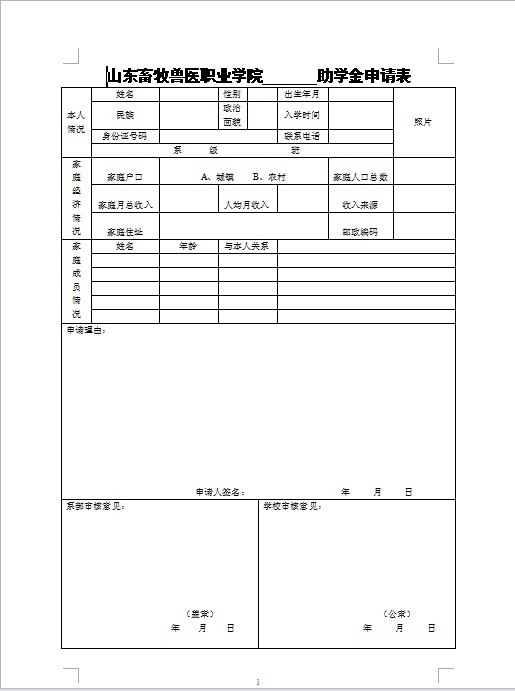 山东畜牧兽医职业学院______助学金申请表
本人情况
姓名 性别 出生年月 照片
民族 政治面貌 入学时间
身份证号码 联系电话
系 级 班
家庭经济情况
家庭户口 A、城镇 B、农村 家庭人口总数
家庭月总收入 人均月收入 收入来源
家庭住址 邮政编码
家庭成员情况
姓名 年龄 与本人关系
申请理由：
申请人签名： 年 月 日
系部审核意见： 学校审核意见：
（盖章） （公章）
年 月 日 年 月 日
1